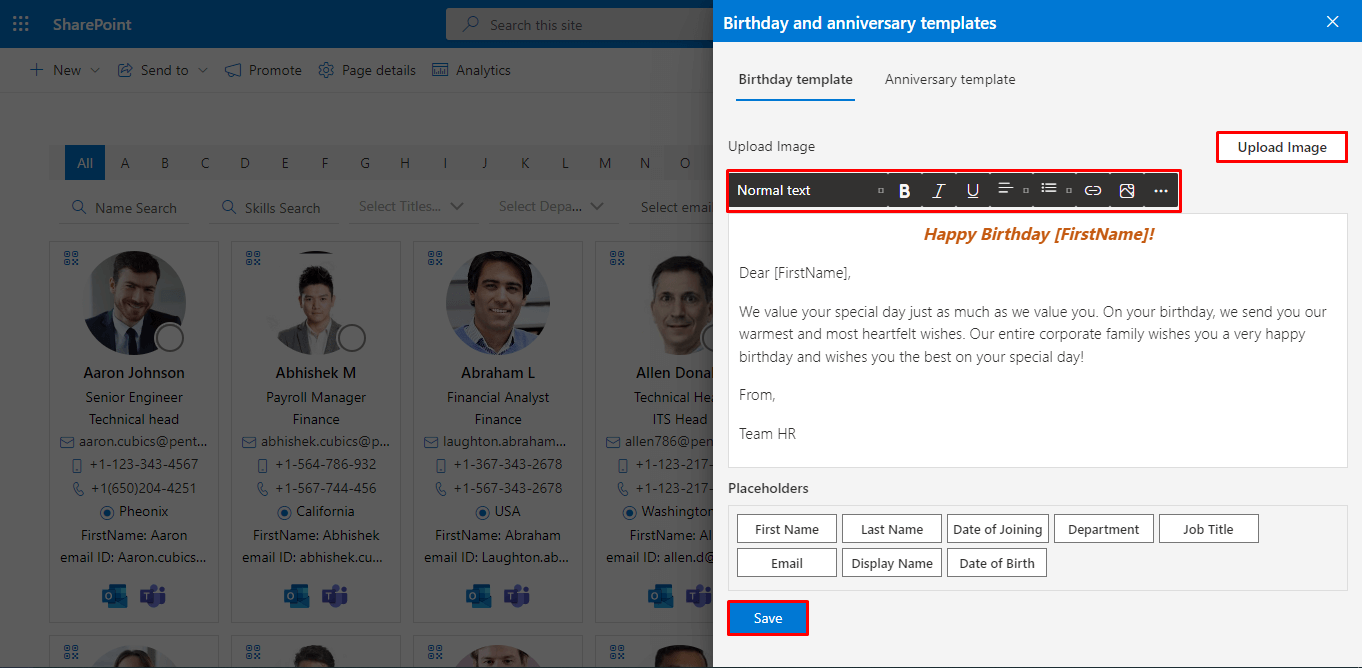 SharePoint
Search this site
New
Send to
Promote
Page details
Analytics
All A B C D E F G H I J K L M N O
Name Search
Skills Search
Select Titles...
Select Depa...
Select emai
Aaron Johnson
Senior Engineer
Technical head
aaron.cubics@pent...
+1-123-343-4567
+1(650)204-4251
Pheonix
FirstName: Aaron
email ID: Aaron.cubics...
Abhishek M
Payroll Manager
Finance
abhishek.cubics@p...
+1-564-786-932
+1-567-744-456
California
FirstName: Abhishek
email ID: abhishek.cu...
Abraham L
Financial Analyst
Finance
laughton.abraham...
+1-367-343-2678
+1-567-343-2678
USA
FirstName: Abraham
email ID: Laughton.ab...
Allen Donal
Technical Hea
ITS Head
allen786@pen
+1-123-217-
+1-123-217-
Washington
FirstName: Al
email ID: allen.d@
Birthday and anniversary templates
Birthday template
Anniversary template
Upload Image
Upload Image
Normal text
B I U
Happy Birthday [FirstName]!
Dear [FirstName],
We value your special day just as much as we value you. On your birthday, we send you our
warmest and most heartfelt wishes. Our entire corporate family wishes you a very happy
birthday and wishes you the best on your special day!
From,
Team HR
Placeholders
First Name
Last Name
Date of Joining
Department
Job Title
Email
Display Name
Date of Birth
Save